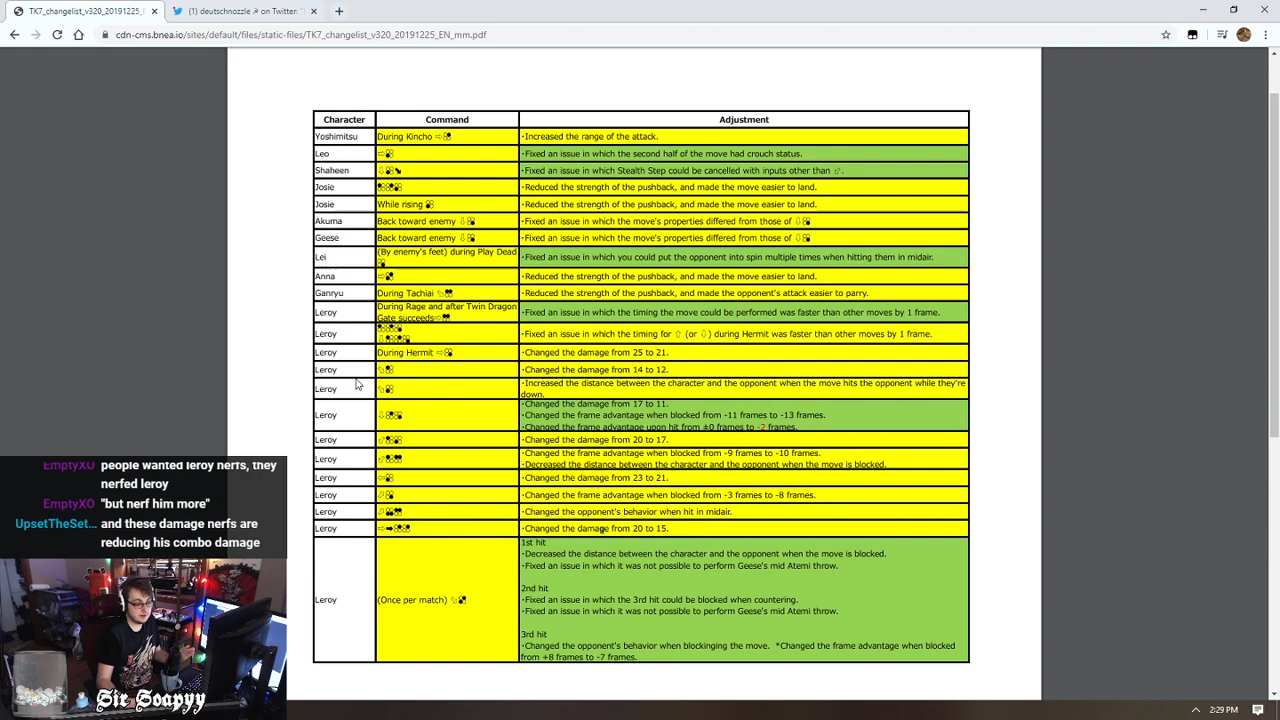 TK7_changelist_v320_20191225_
(1) deutschnozzle on Twitter: "
cdn-cms.bnea.io/sites/default/files/static-files/TK7_changelist_v320_20191225_EN_mm.pdf
Character Command Adjustment
Yoshimitsu During Kincho ⇨ ・Increased the range of the attack.
Leo ⇨ ・Fixed an issue in which the second half of the move had crouch status.
Shaheen ⇩ ・Fixed an issue in which Stealth Step could be cancelled with inputs other than .
Josie ・Reduced the strength of the pushback, and made the move easier to land.
Josie While rising ・Reduced the strength of the pushback, and made the move easier to land.
Akuma Back toward enemy ⇩ ・Fixed an issue in which the move's properties differed from those of ⇩
Geese Back toward enemy ⇩ ・Fixed an issue in which the move's properties differed from those of ⇩
Lei (By enemy's feet) during Play Dead ・Fixed an issue in which you could put the opponent into spin multiple times when hitting them in midair.
Anna ⇨ ・Reduced the strength of the pushback, and made the move easier to land.
Ganryu During Tachiai ・Reduced the strength of the pushback, and made the opponent's attack easier to parry.
Leroy During Rage and after Twin Dragon Gate succeeds⇨ ・Fixed an issue in which the timing the move could be performed was faster than other moves by 1 frame.
Leroy ・Fixed an issue in which the timing for ⇧ (or ⇩) during Hermit was faster than other moves by 1 frame.
Leroy During Hermit ⇨ ・Changed the damage from 25 to 21.
Leroy ・Changed the damage from 14 to 12.
Leroy ・Increased the distance between the character and the opponent when the move hits the opponent while they're
down.
Leroy ⇩ ・Changed the damage from 17 to 11.
・Changed the frame advantage when blocked from -11 frames to -13 frames.
・Changed the frame advantage upon hit from ±0 frames to -2 frames.
Leroy ・Changed the damage from 20 to 17.
Leroy ・Changed the frame advantage when blocked from -9 frames to -10 frames.
・Decreased the distance between the character and the opponent when the move is blocked.
Leroy ⇦ ・Changed the damage from 23 to 21.
Leroy ・Changed the frame advantage when blocked from -3 frames to -8 frames.
Leroy ・Changed the opponent's behavior when hit in midair.
Leroy ⇨➡ ・Changed the damage from 20 to 15.
Leroy (Once per match)
1st hit
・Decreased the distance between the character and the opponent when the move is blocked.
・Fixed an issue in which it was not possible to perform Geese's mid Atemi throw.
2nd hit
・Fixed an issue in which the 3rd hit could be blocked when countering.
・Fixed an issue in which it was not possible to perform Geese's mid Atemi throw.
3rd hit
・Changed the opponent's behavior when blockinging the move. *Changed the frame advantage when blocked
from +8 frames to -7 frames.
EmptyXO people wanted leroy nerfs, they
nerfed leroy
EmptyXO "but nerf him more"
UpsetTheSet... and these damage nerfs are
reducing his combo damage
Sir Soapyy
2:29 PM